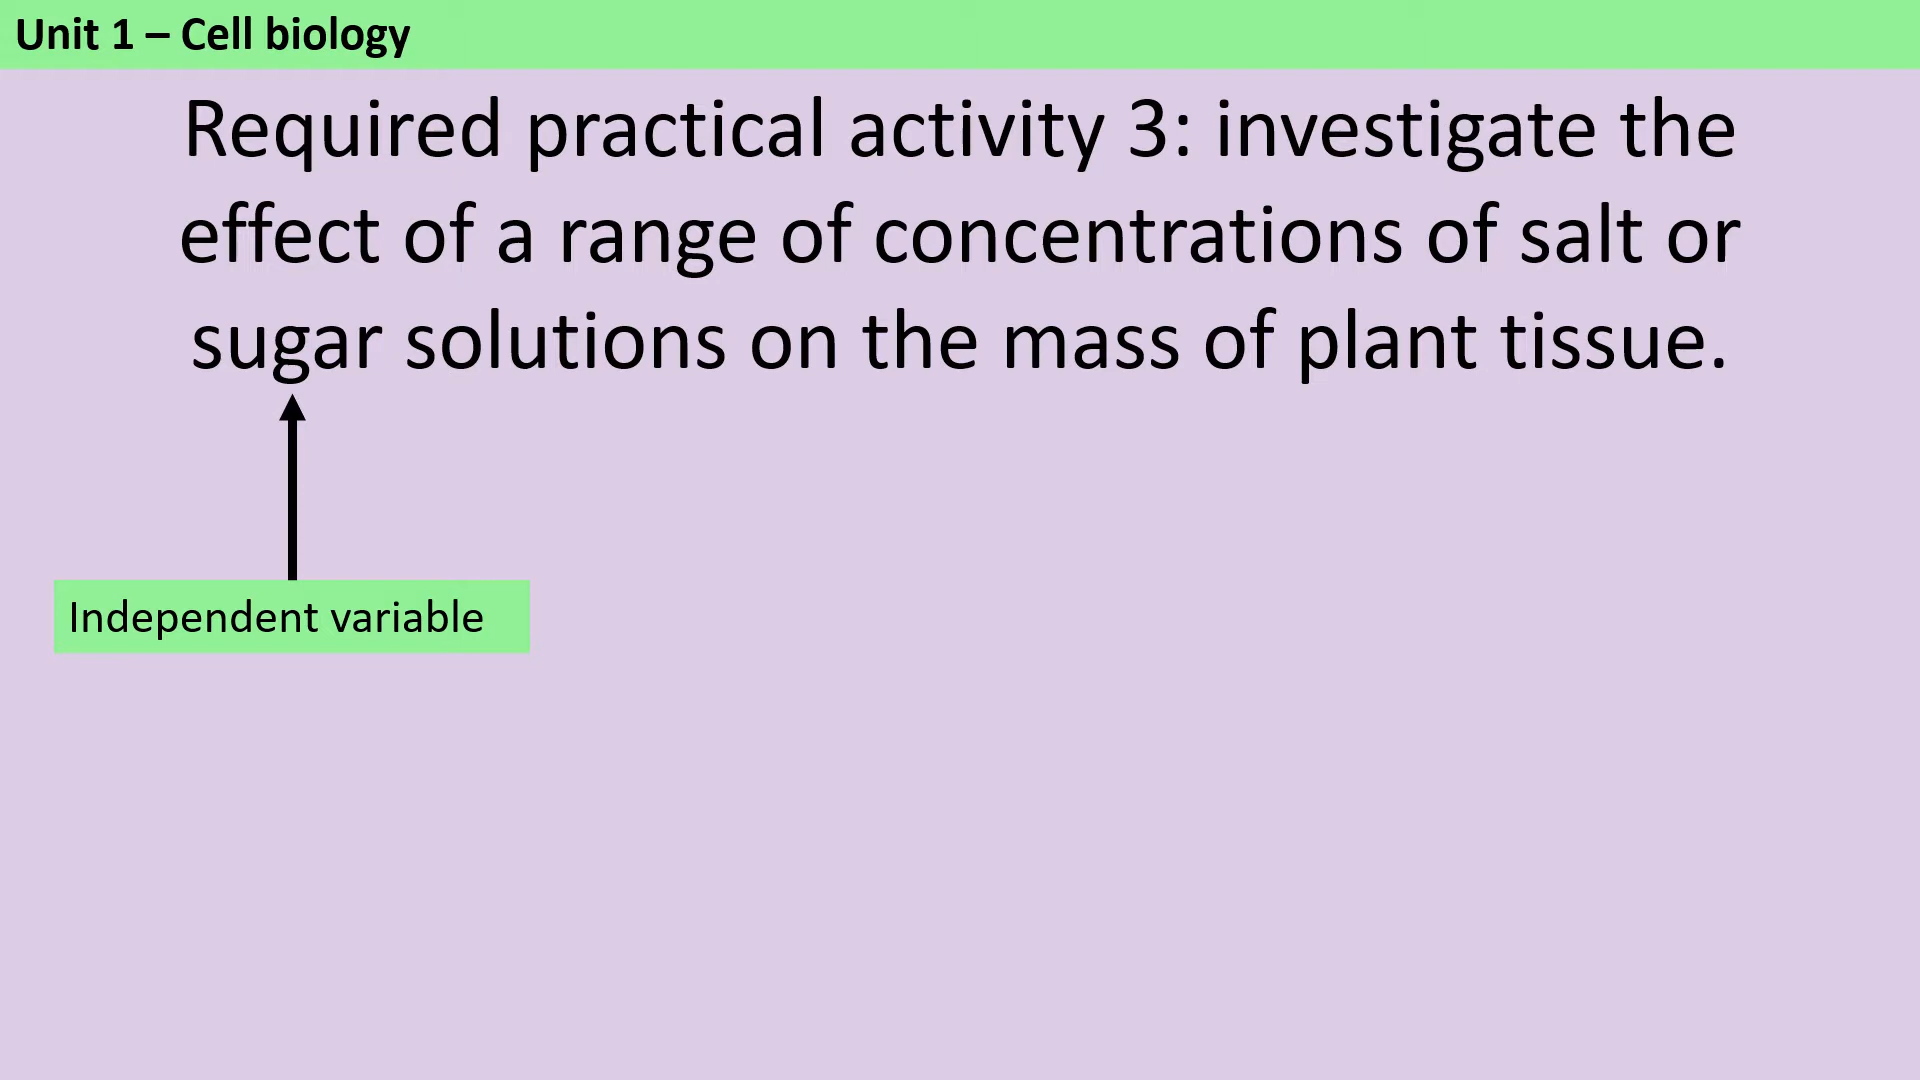 Unit 1 – Cell biology
Required practical activity 3: investigate the
effect of a range of concentrations of salt or
sugar solutions on the mass of plant tissue.
Independent variable